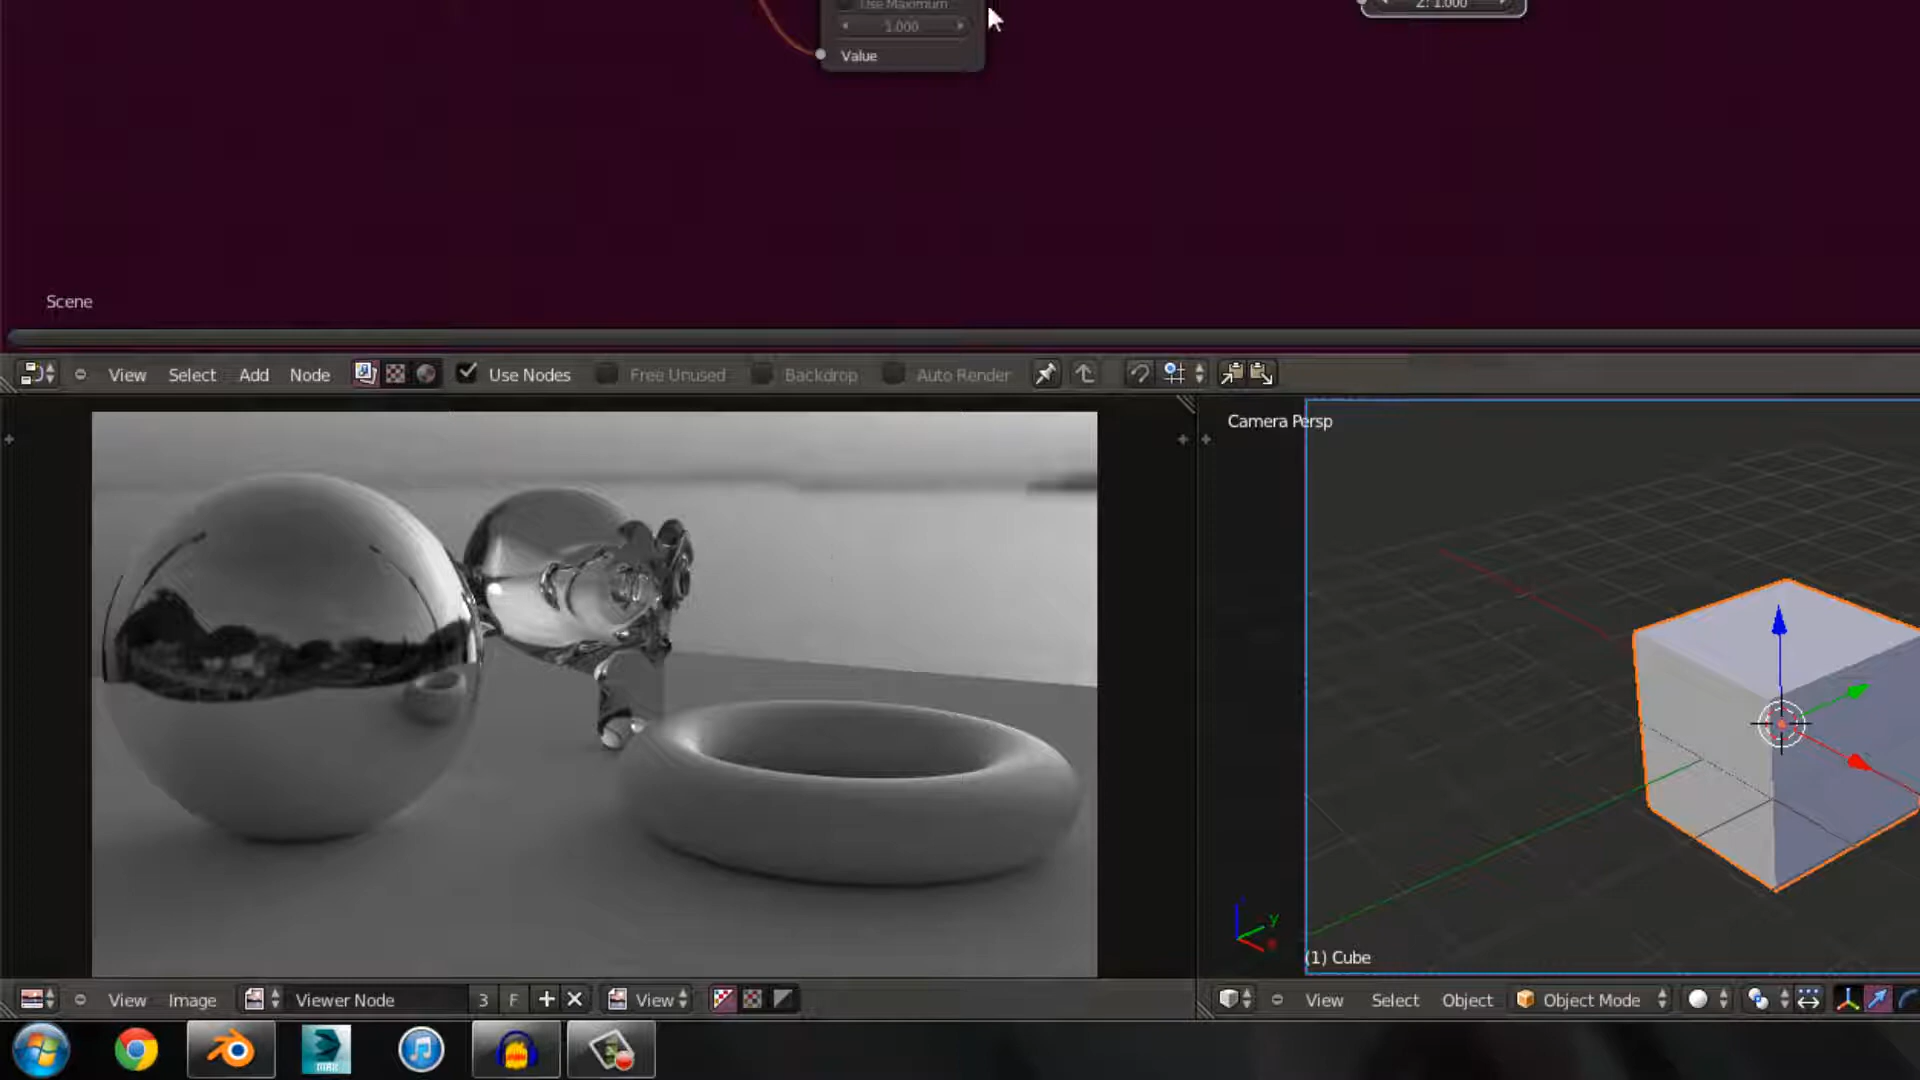 Use Maximum
1.000
Value
Z: 1.000
Scene
View Select Add Node Use Nodes Free Unused Backdrop Auto Render
Camera Persp
y
(1) Cube
View Image Viewer Node 3 F View
View Select Object Object Mode